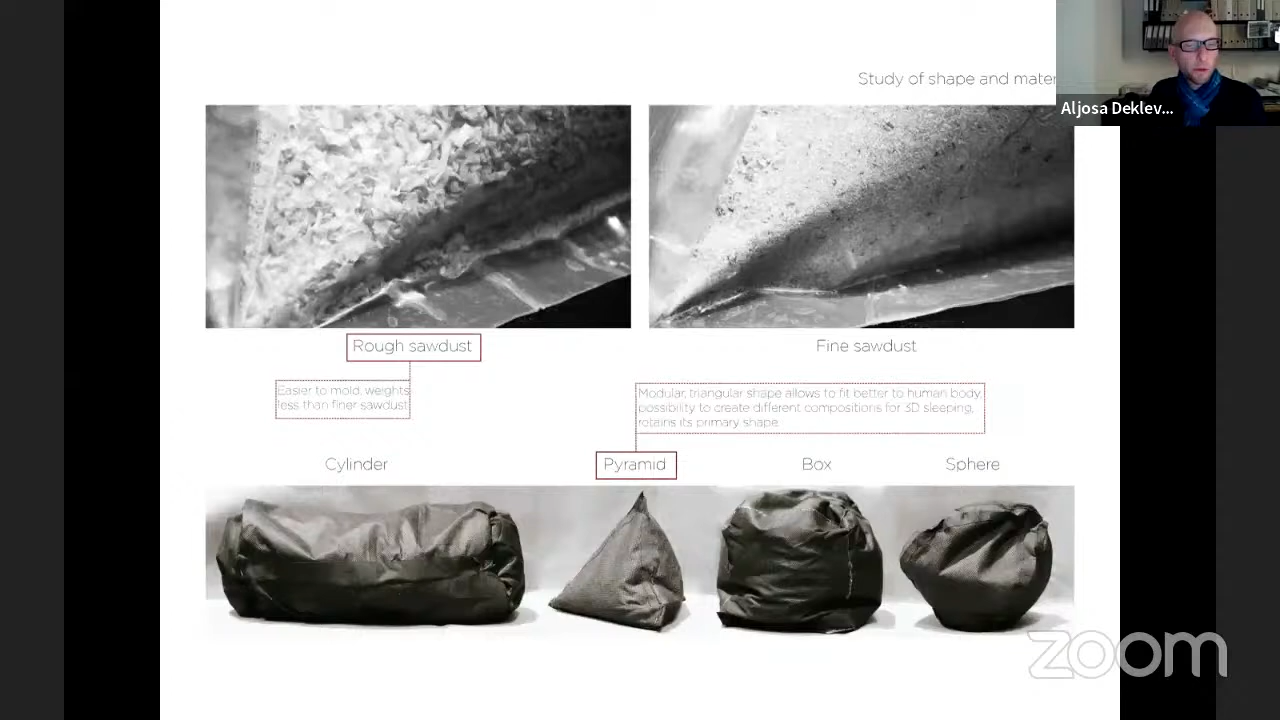 Study of shape and mater
Aljosa Deklev...
Rough sawdust
Fine sawdust
Easier to mold, weights
less than finer sawdust
Modular, triangular shape allows to fit better to human body,
possibility to create different compositions for 3D sleeping,
retains its primary shape
Cylinder
Pyramid
Box
Sphere
zoom